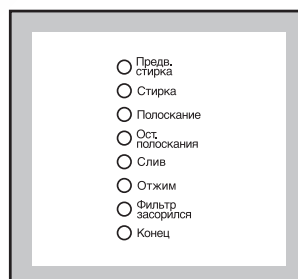 Предв.
стирка
Стирка
Полоскание
Ост.
полоскания
Слив
Отжим
Фильтр
засорился
Конец